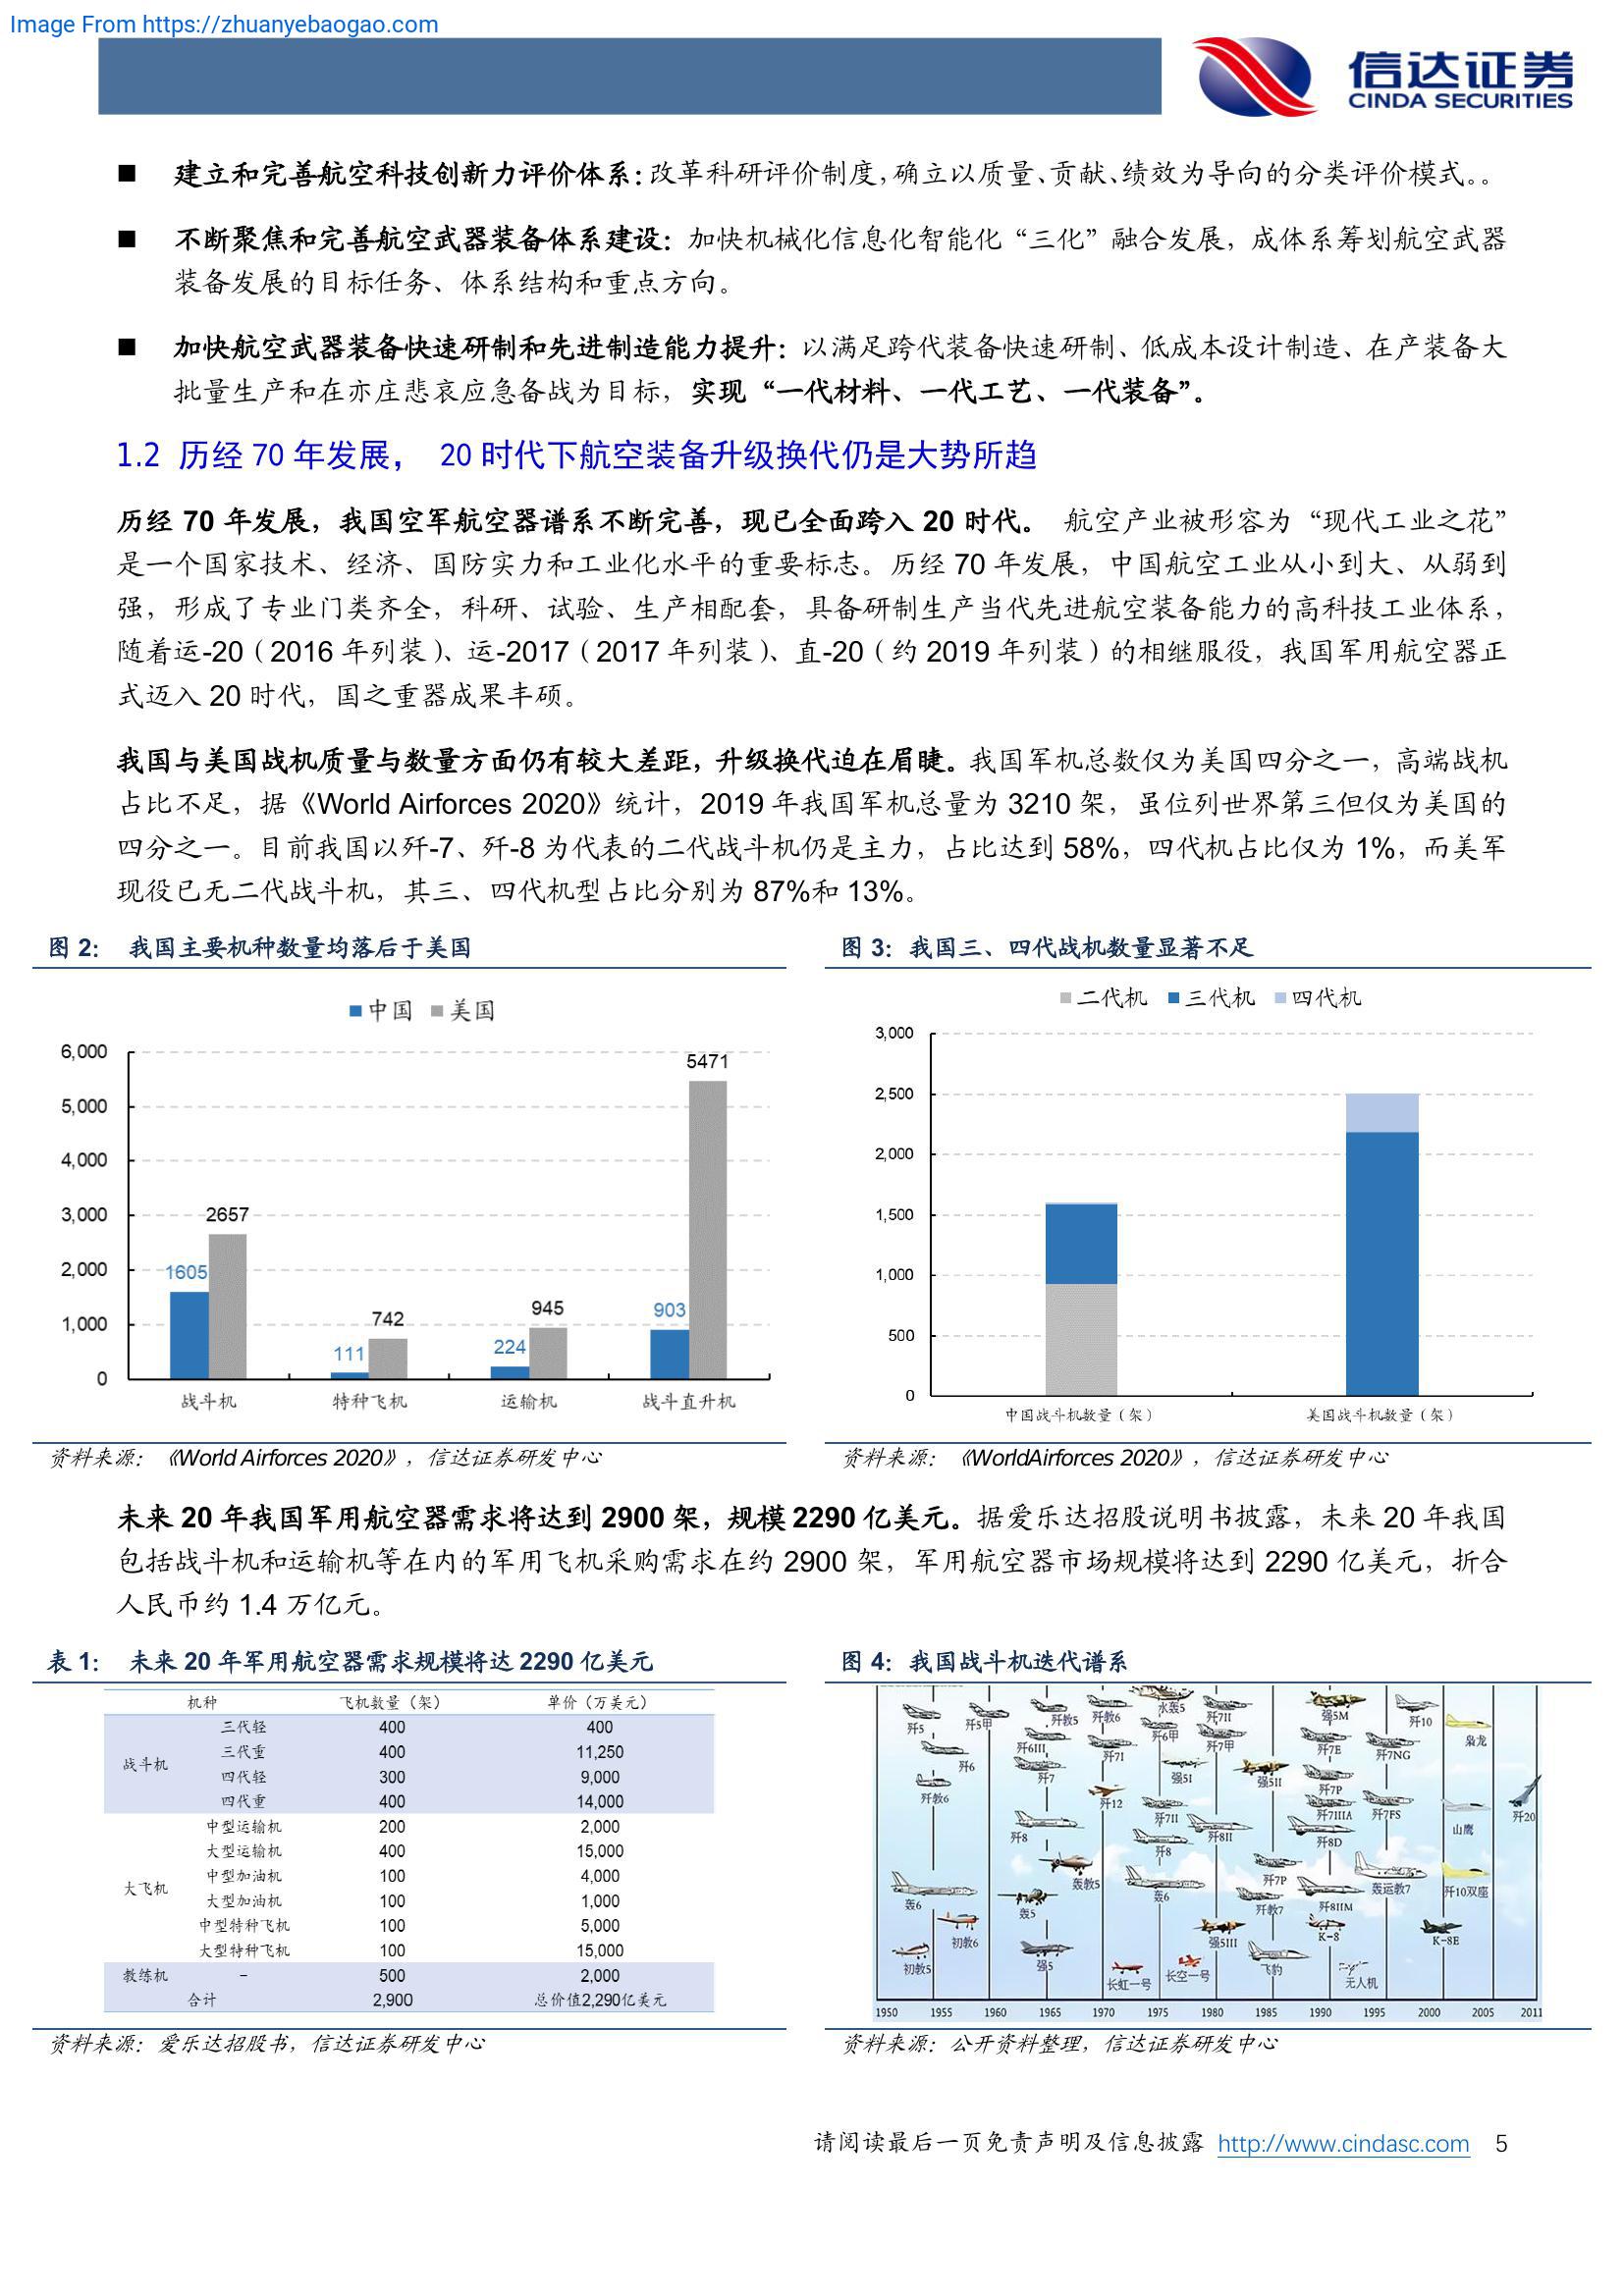 Image From https://zhuanyebaogao.com
信达证券
CINDA SECURITIES
■ 建立和完善航空科技创新力评价体系：改革科研评价制度，确立以质量、贡献、绩效为导向的分类评价模式。。
■ 不断聚焦和完善航空武器装备体系建设：加快机械化信息化智能化“三化”融合发展，成体系筹划航空武器
装备发展的目标任务、体系结构和重点方向。
■ 加快航空武器装备快速研制和先进制造能力提升：以满足跨代装备快速研制、低成本设计制造、在产装备大
批量生产和在亦庄悲哀应急备战为目标，实现“一代材料、一代工艺、一代装备”。
1.2 历经 70 年发展， 20 时代下航空装备升级换代仍是大势所趋
历经 70 年发展，我国空军航空器谱系不断完善，现已全面跨入 20 时代。 航空产业被形容为“现代工业之花”
是一个国家技术、经济、国防实力和工业化水平的重要标志。历经 70 年发展，中国航空工业从小到大、从弱到
强，形成了专业门类齐全，科研、试验、生产相配套，具备研制生产当代先进航空装备能力的高科技工业体系，
随着运-20（2016 年列装）、运-2017（2017 年列装）、直-20（约 2019 年列装）的相继服役，我国军用航空器正
式迈入 20 时代，国之重器成果丰硕。
我国与美国战机质量与数量方面仍有较大差距，升级换代迫在眉睫。我国军机总数仅为美国四分之一，高端战机
占比不足，据《World Airforces 2020》统计，2019 年我国军机总量为 3210 架，虽位列世界第三但仅为美国的
四分之一。目前我国以歼-7、歼-8 为代表的二代战斗机仍是主力，占比达到 58%，四代机占比仅为 1%，而美军
现役已无二代战斗机，其三、四代机型占比分别为 87%和 13%。
图 2： 我国主要机种数量均落后于美国
中国 美国
6,000
5,000
4,000
3,000
2,000
1,000
0
1605 2657
111 742
224 945
903 5471
战斗机 特种飞机 运输机 战斗直升机
资料来源：《World Airforces 2020》，信达证券研发中心
图 3：我国三、四代战机数量显著不足
二代机 三代机 四代机
3,000
2,500
2,000
1,500
1,000
500
0
中国战斗机数量（架） 美国战斗机数量（架）
资料来源：《WorldAirforces 2020》，信达证券研发中心
未来 20 年我国军用航空器需求将达到 2900 架，规模 2290 亿美元。据爱乐达招股说明书披露，未来 20 年我国
包括战斗机和运输机等在内的军用飞机采购需求在约 2900 架，军用航空器市场规模将达到 2290 亿美元，折合
人民币约 1.4 万亿元。
表 1： 未来 20 年军用航空器需求规模将达 2290 亿美元
机种 飞机数量（架） 单价（万美元）
战斗机
三代轻 400 400
三代重 400 11,250
四代轻 300 9,000
四代重 400 14,000
大飞机
中型运输机 200 2,000
大型运输机 400 15,000
中型加油机 100 4,000
大型加油机 100 1,000
中型特种飞机 100 5,000
大型特种飞机 100 15,000
教练机 - 500 2,000
合计 2,900 总价值2,290亿美元
资料来源：爱乐达招股书，信达证券研发中心
图 4：我国战斗机迭代谱系
歼5 歼5甲 歼教5 歼教6 水轰5 歼7II 强5M 歼10 枭龙
歼6 歼6III 歼7I 歼6甲 歼7甲 歼7E 歼7NG
歼教6 歼7 歼12 强5I 强5II 歼7P
歼7II 歼7IIIA 歼7FS 山鹰 歼20
歼8 歼8 歼8II 歼8D
轰6 轰教5 轰6 歼7P 轰运教7 歼10双座
轰5 歼教7 歼8IIM
初教6 强5III K-8 K-8E
初教5 强5 长虹一号 长空一号 飞豹 无人机
1950 1955 1960 1965 1970 1975 1980 1985 1990 1995 2000 2005 2011
资料来源：公开资料整理，信达证券研发中心
请阅读最后一页免责声明及信息披露 http://www.cindasc.com 5